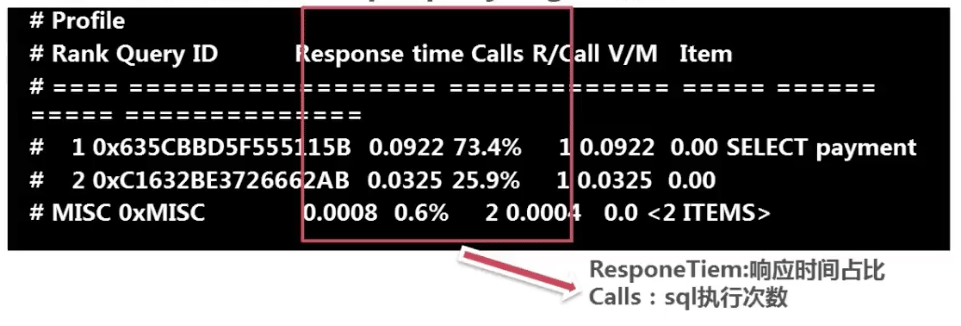 # Profile
# Rank Query ID Response time Calls R/Call V/M Item
# ==== ================== ============= ===== ======
===== ==============
# 1 0x635CBBD5F555115B 0.0922 73.4% 1 0.0922 0.00 SELECT payment
# 2 0xC1632BE3726662AB 0.0325 25.9% 1 0.0325 0.00
# MISC 0xMISC 0.0008 0.6% 2 0.0004 0.0 <2 ITEMS>
ResponeTiem:响应时间占比
Calls：sql执行次数